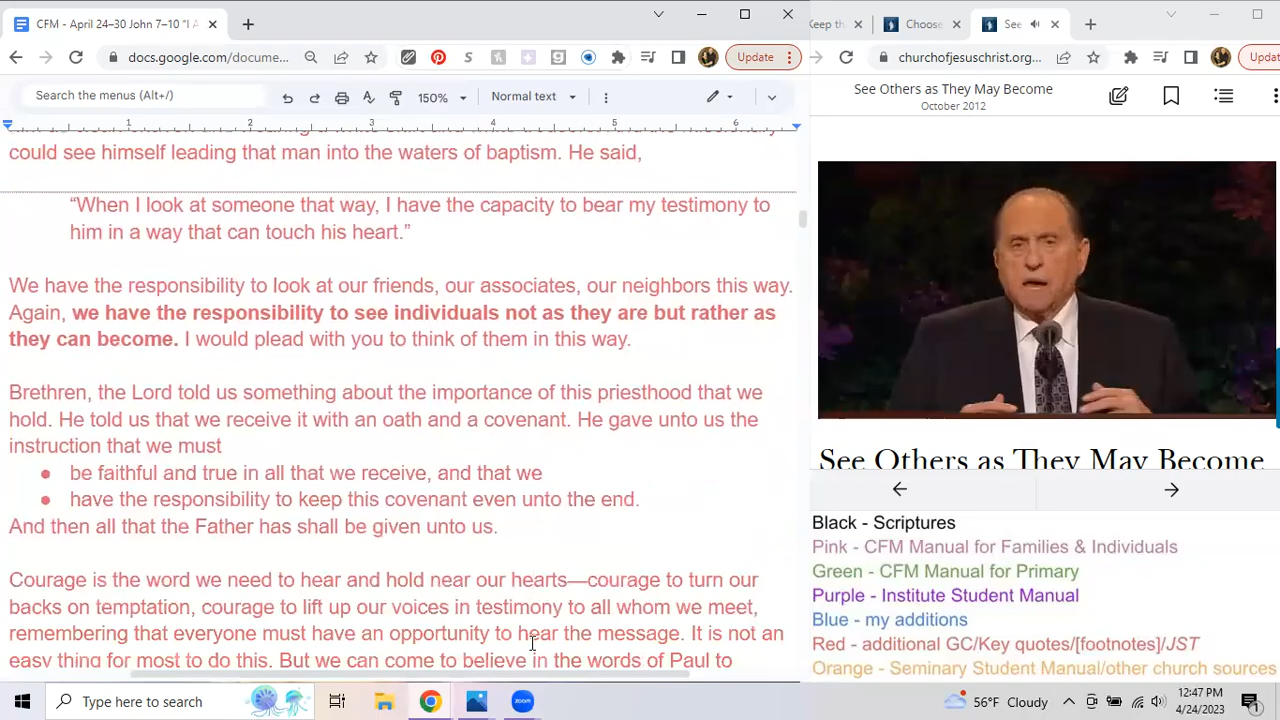 CFM - April 24–30 John 7–10 "I A
Keep th
Choose
See
docs.google.com/docume...
Update
churchofjesuschrist.org...
Updat
Search the menus (Alt+/)
150%
Normal text
See Others as They May Become
October 2012
1 2 3 4 5 6
could see himself leading that man into the waters of baptism. He said,
“When I look at someone that way, I have the capacity to bear my testimony to
him in a way that can touch his heart.”
We have the responsibility to look at our friends, our associates, our neighbors this way.
Again, we have the responsibility to see individuals not as they are but rather as
they can become. I would plead with you to think of them in this way.
Brethren, the Lord told us something about the importance of this priesthood that we
hold. He told us that we receive it with an oath and a covenant. He gave unto us the
instruction that we must
● be faithful and true in all that we receive, and that we
● have the responsibility to keep this covenant even unto the end.
And then all that the Father has shall be given unto us.
Courage is the word we need to hear and hold near our hearts—courage to turn our
backs on temptation, courage to lift up our voices in testimony to all whom we meet,
remembering that everyone must have an opportunity to hear the message. It is not an
easy thing for most to do this. But we can come to believe in the words of Paul to
See Others as They May Become
Black - Scriptures
Pink - CFM Manual for Families & Individuals
Green - CFM Manual for Primary
Purple - Institute Student Manual
Blue - my additions
Red - additional GC/Key quotes/[footnotes]/JST
Orange - Seminary Student Manual/other church sources
Type here to search
zoom
56°F Cloudy
12:47 PM
4/24/2023
1